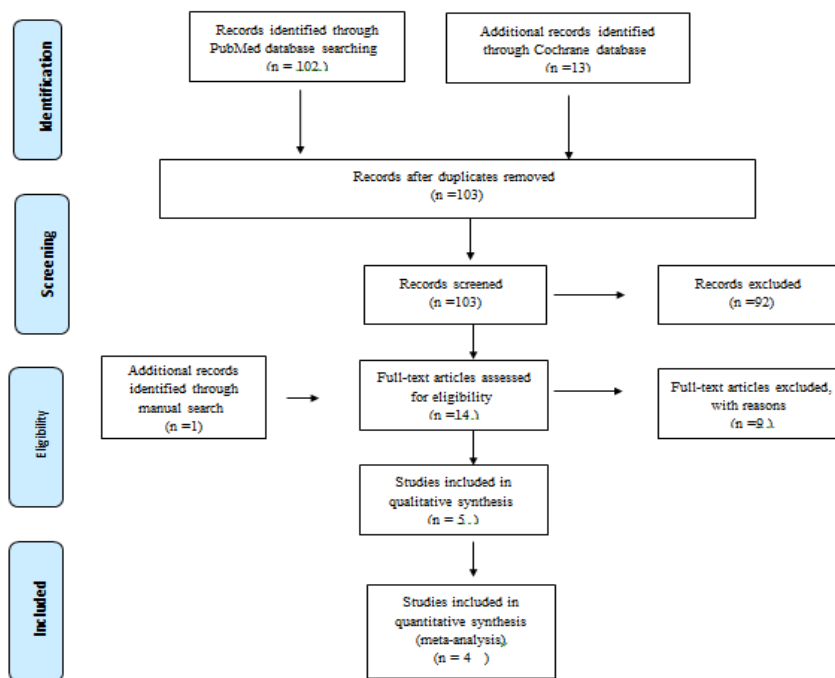 Identification
Records identified through
PubMed database searching
(n = 102.)
Additional records identified
through Cochrane database
(n =13)
Records after duplicates removed
(n =103)
Screening
Records screened
(n =103)
Records excluded
(n =92)
Eligibility
Additional records
identified through
manual search
(n =1)
Full-text articles assessed
for eligibility
(n =14.)
Full-text articles excluded,
with reasons
(n =9.)
Studies included in
qualitative synthesis
(n = 5..)
Included
Studies included in
quantitative synthesis
(meta-analysis).
(n = 4 )